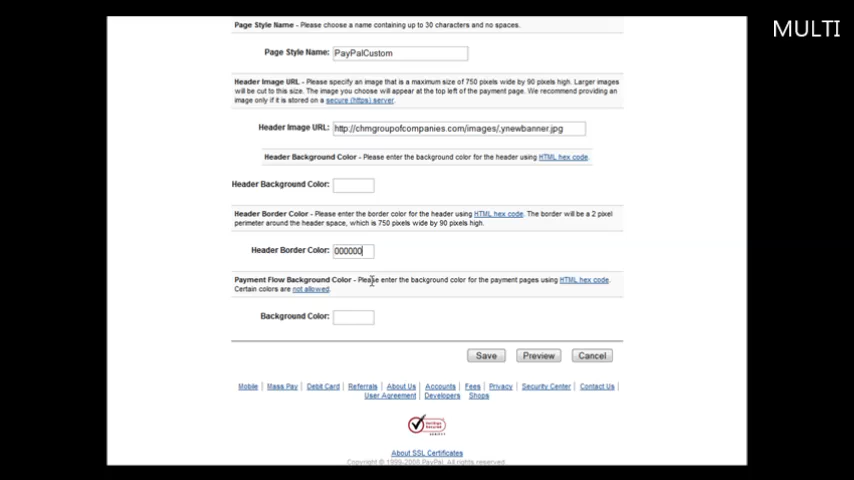 MULTI
Page Style Name - Please choose a name containing up to 30 characters and no spaces.
Page Style Name: PayPalCustom
Header Image URL - Please specify an image that is a maximum size of 750 pixels wide by 90 pixels high. Larger images
will be cut to this size. The image you choose will appear at the top left of the payment page. We recommend providing an
image only if it is stored on a secure (https) server.
Header Image URL: http://chmgroupofcompanies.com/images/,ynewbanner.jpg
Header Background Color - Please enter the background color for the header using HTML hex code.
Header Background Color:
Header Border Color - Please enter the border color for the header using HTML hex code. The border will be a 2 pixel
perimeter around the header space, which is 750 pixels wide by 90 pixels high.
Header Border Color: 000000
Payment Flow Background Color - Please enter the background color for the payment pages using HTML hex code.
Certain colors are not allowed.
Background Color:
Save Preview Cancel
Mobile | Mass Pay | Debit Card | Referrals | About Us | Accounts | Fees | Privacy | Security Center | Contact Us |
User Agreement | Developers | Shops
About SSL Certificates
Copyright © 1999-2008 PayPal. All rights reserved.